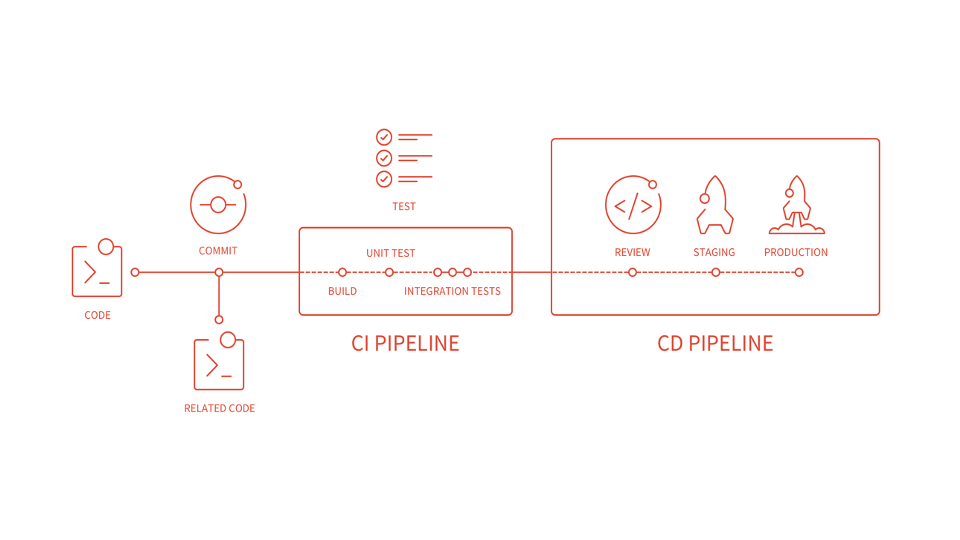 CODE
COMMIT
RELATED CODE
TEST
UNIT TEST
BUILD
INTEGRATION TESTS
CI PIPELINE
REVIEW
STAGING
PRODUCTION
CD PIPELINE